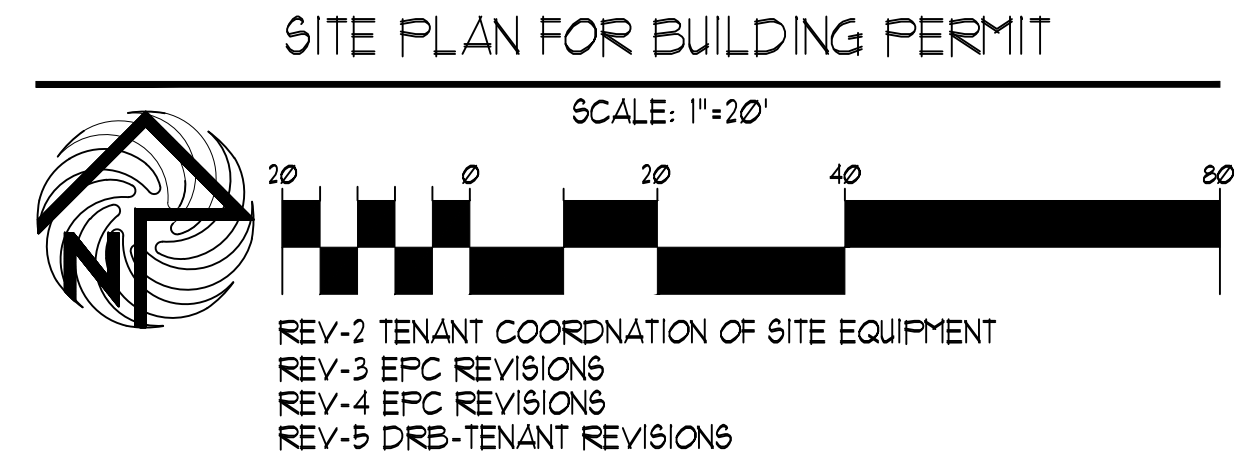 SITE PLAN FOR BUILDING PERMIT
SCALE: 1"=20'
20 0 20 40 80
N
REV-2 TENANT COORDNATION OF SITE EQUIPMENT
REV-3 EPC REVISIONS
REV-4 EPC REVISIONS
REV-5 DRB-TENANT REVISIONS